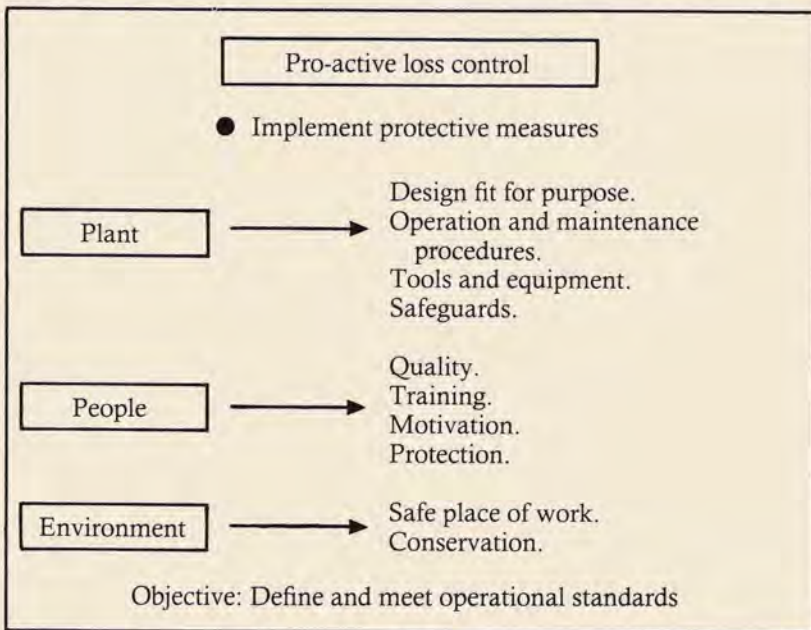 Pro-active loss control
● Implement protective measures
Plant
Design fit for purpose.
Operation and maintenance
procedures.
Tools and equipment.
Safeguards.
People
Quality.
Training.
Motivation.
Protection.
Environment
Safe place of work.
Conservation.
Objective: Define and meet operational standards